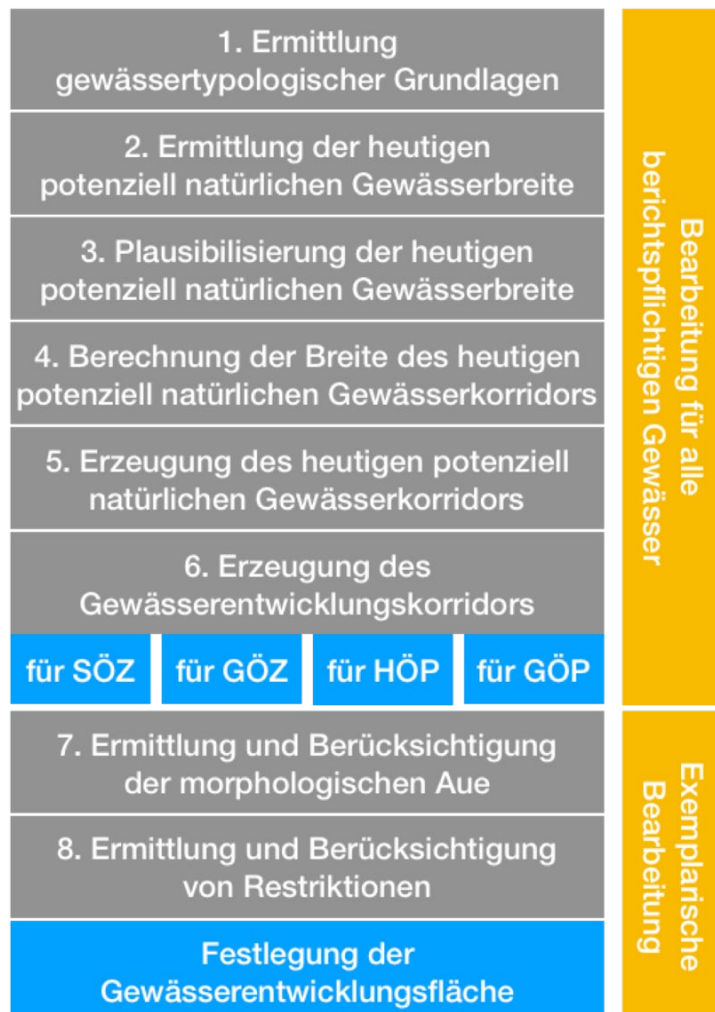 1. Ermittlung
gewässertypologischer Grundlagen
2. Ermittlung der heutigen
potenziell natürlichen Gewässerbreite
3. Plausibilisierung der heutigen
potenziell natürlichen Gewässerbreite
4. Berechnung der Breite des heutigen
potenziell natürlichen Gewässerkorridors
5. Erzeugung des heutigen potenziell
natürlichen Gewässerkorridors
6. Erzeugung des
Gewässerentwicklungskorridors
für SÖZ
für GÖZ
für HÖP
für GÖP
Bearbeitung für alle
berichtspflichtigen Gewässer
7. Ermittlung und Berücksichtigung
der morphologischen Aue
8. Ermittlung und Berücksichtigung
von Restriktionen
Festlegung der
Gewässerentwicklungsfläche
Exemplarische
Bearbeitung